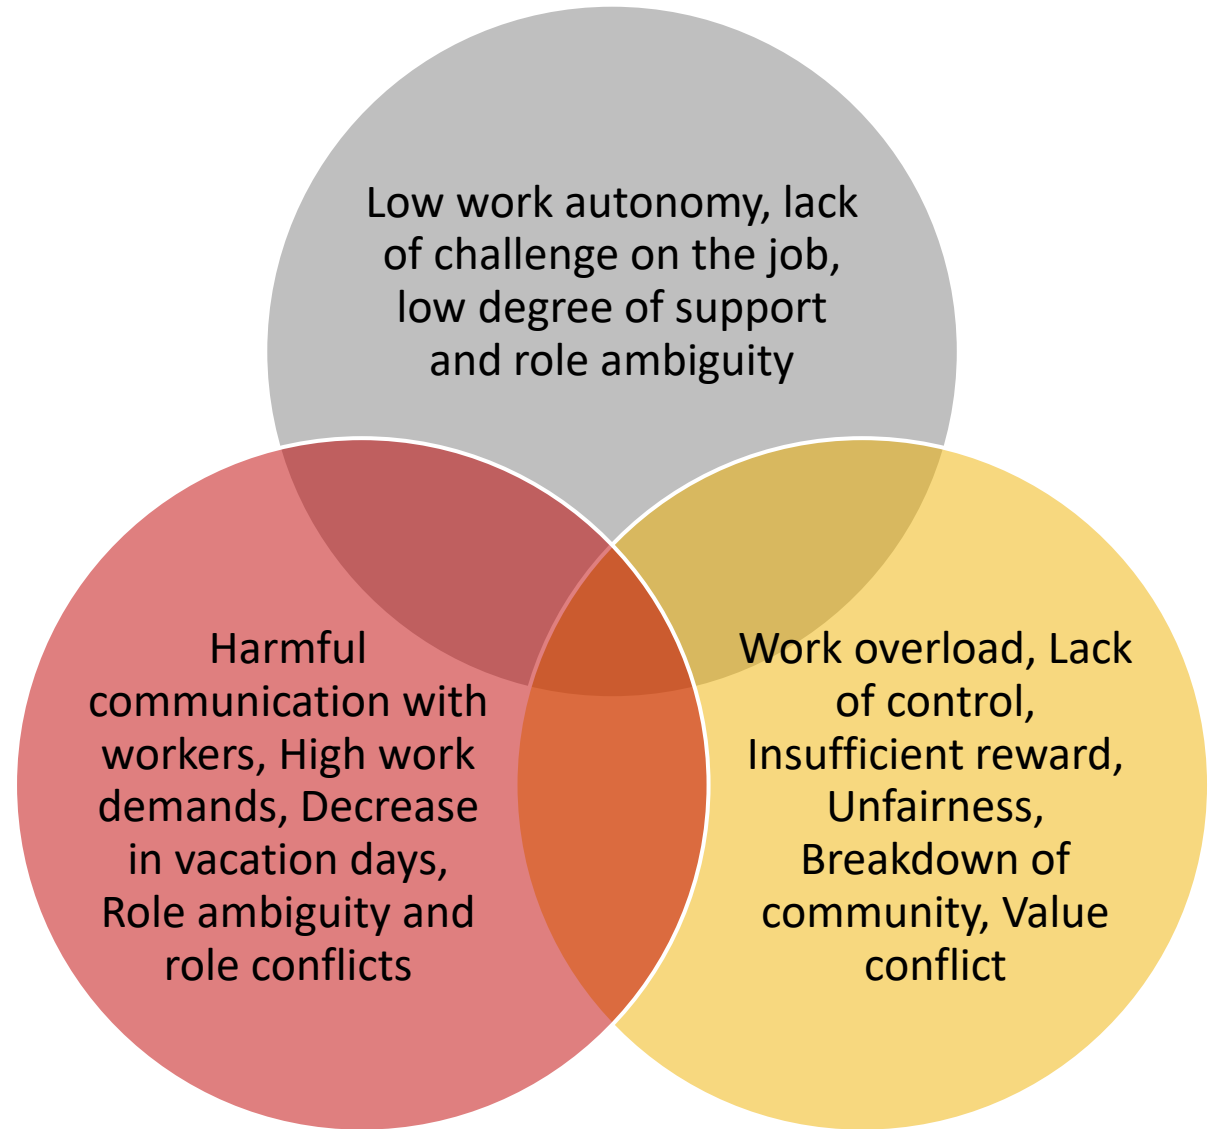 Low work autonomy, lack
of challenge on the job,
low degree of support
and role ambiguity
Harmful
communication with
workers, High work
demands, Decrease
in vacation days,
Role ambiguity and
role conflicts
Work overload, Lack
of control,
Insufficient reward,
Unfairness,
Breakdown of
community, Value
conflict